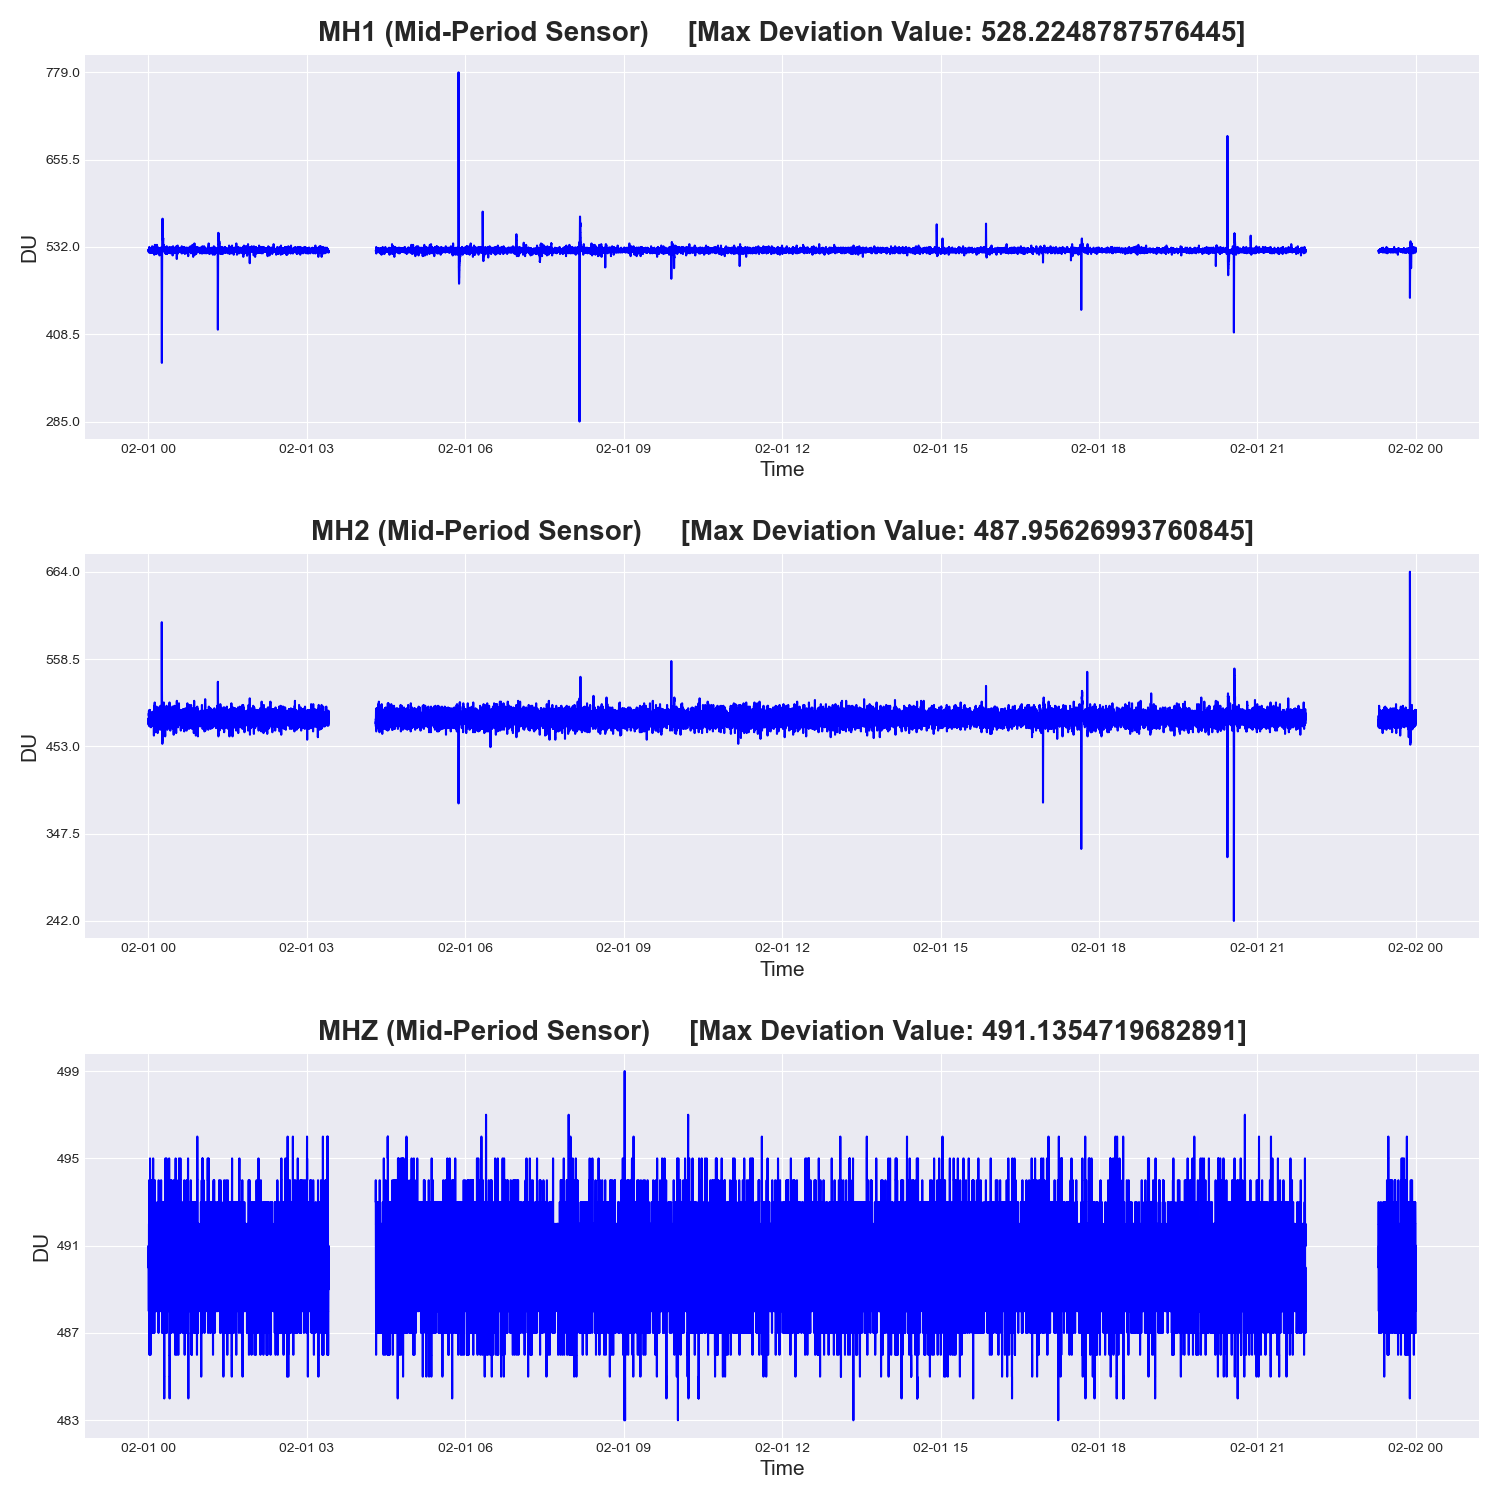 MH1 (Mid-Period Sensor) [Max Deviation Value: 528.2248787576445]
779.0
655.5
532.0
408.5
285.0
DU
02-01 00 02-01 03 02-01 06 02-01 09 02-01 12 02-01 15 02-01 18 02-01 21 02-02 00
Time
MH2 (Mid-Period Sensor) [Max Deviation Value: 487.95626993760845]
664.0
558.5
453.0
347.5
242.0
DU
02-01 00 02-01 03 02-01 06 02-01 09 02-01 12 02-01 15 02-01 18 02-01 21 02-02 00
Time
MHZ (Mid-Period Sensor) [Max Deviation Value: 491.1354719682891]
499
495
491
487
483
DU
02-01 00 02-01 03 02-01 06 02-01 09 02-01 12 02-01 15 02-01 18 02-01 21 02-02 00
Time